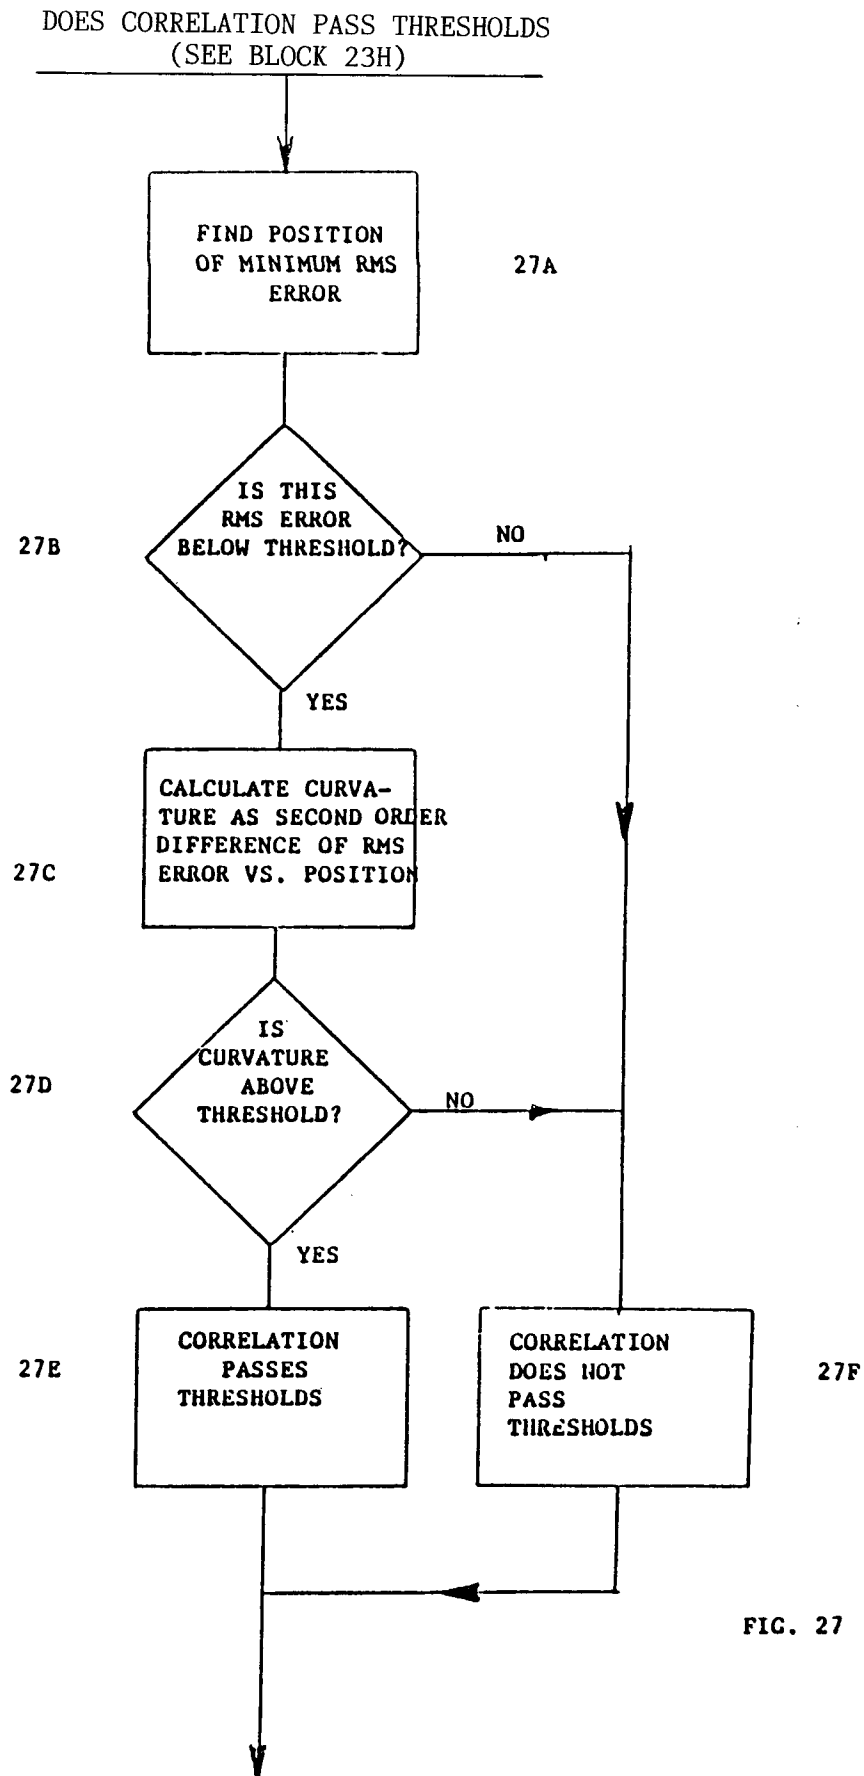 DOES CORRELATION PASS THRESHOLDS
(SEE BLOCK 23H)
FIND POSITION
OF MINIMUM RMS
ERROR
27A
IS THIS
RMS ERROR
BELOW THRESHOLD?
27B
NO
YES
CALCULATE CURVA-
TURE AS SECOND ORDER
DIFFERENCE OF RMS
ERROR VS. POSITION
27C
IS
CURVATURE
ABOVE
THRESHOLD?
27D
NO
YES
CORRELATION
PASSES
THRESHOLDS
27E
CORRELATION
DOES NOT
PASS
THRESHOLDS
27F
FIG. 27